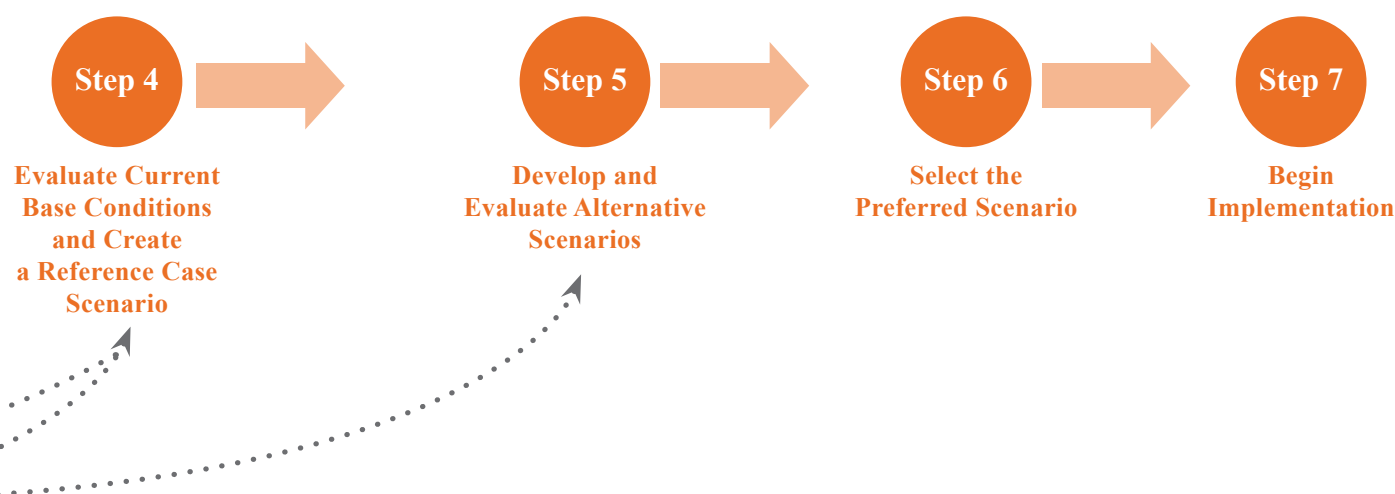 Step 4
Evaluate Current
Base Conditions
and Create
a Reference Case
Scenario
Step 5
Develop and
Evaluate Alternative
Scenarios
Step 6
Select the
Preferred Scenario
Step 7
Begin
Implementation